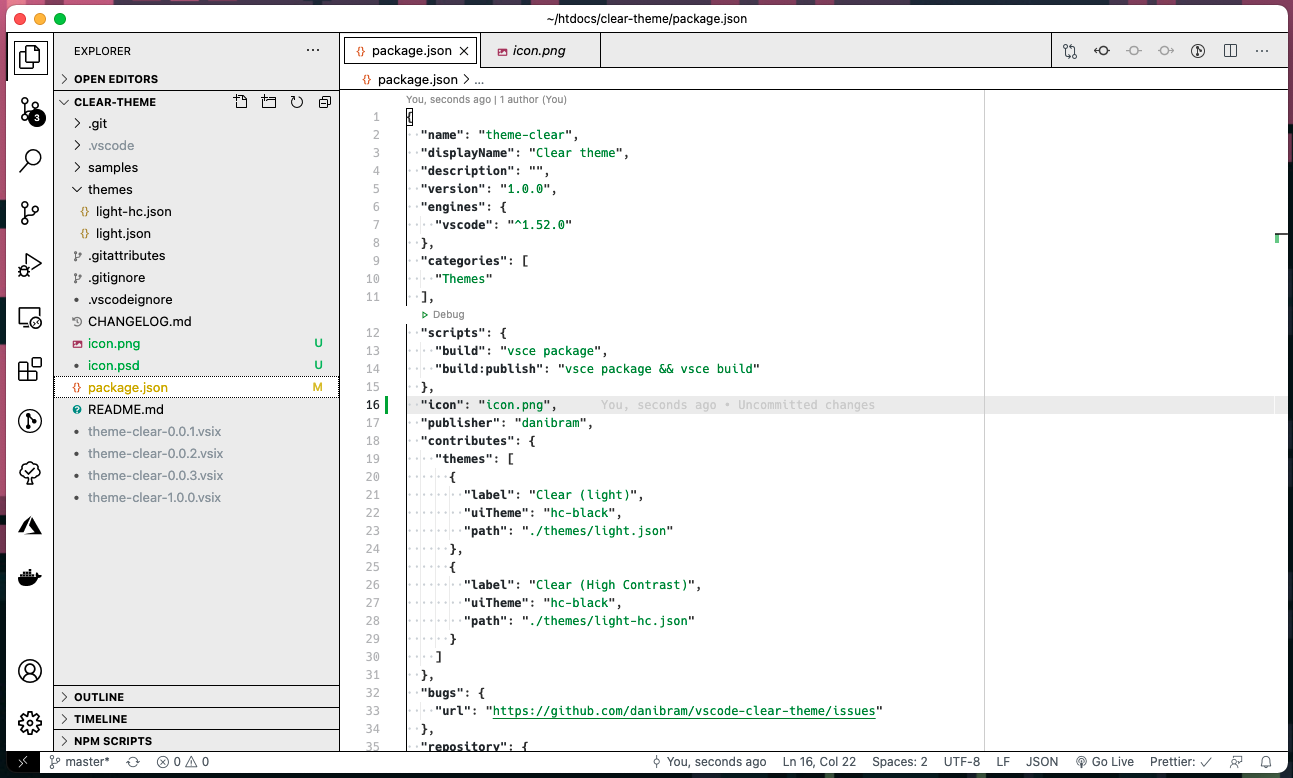 ~/htdocs/clear-theme/package.json
EXPLORER
OPEN EDITORS
CLEAR-THEME
.git
.vscode
samples
themes
{} light-hc.json
{} light.json
.gitattributes
.gitignore
.vscodeignore
CHANGELOG.md
icon.png U
icon.psd U
{} package.json M
README.md
theme-clear-0.0.1.vsix
theme-clear-0.0.2.vsix
theme-clear-0.0.3.vsix
theme-clear-1.0.0.vsix
OUTLINE
TIMELINE
NPM SCRIPTS
3
{} package.json
icon.png
{} package.json > ...
You, seconds ago | 1 author (You)
1 {
2 "name": "theme-clear",
3 "displayName": "Clear theme",
4 "description": "",
5 "version": "1.0.0",
6 "engines": {
7 "vscode": "^1.52.0"
8 },
9 "categories": [
10 "Themes"
11 ],
Debug
12 "scripts": {
13 "build": "vsce package",
14 "build:publish": "vsce package && vsce build"
15 },
16 "icon": "icon.png", You, seconds ago • Uncommitted changes
17 "publisher": "danibram",
18 "contributes": {
19 "themes": [
20 {
21 "label": "Clear (light)",
22 "uiTheme": "hc-black",
23 "path": "./themes/light.json"
24 },
25 {
26 "label": "Clear (High Contrast)",
27 "uiTheme": "hc-black",
28 "path": "./themes/light-hc.json"
29 }
30 ]
31 },
32 "bugs": {
33 "url": "https://github.com/danibram/vscode-clear-theme/issues"
34 },
35 "repository": {
master* 0 0 You, seconds ago Ln 16, Col 22 Spaces: 2 UTF-8 LF JSON Go Live Prettier: ✓